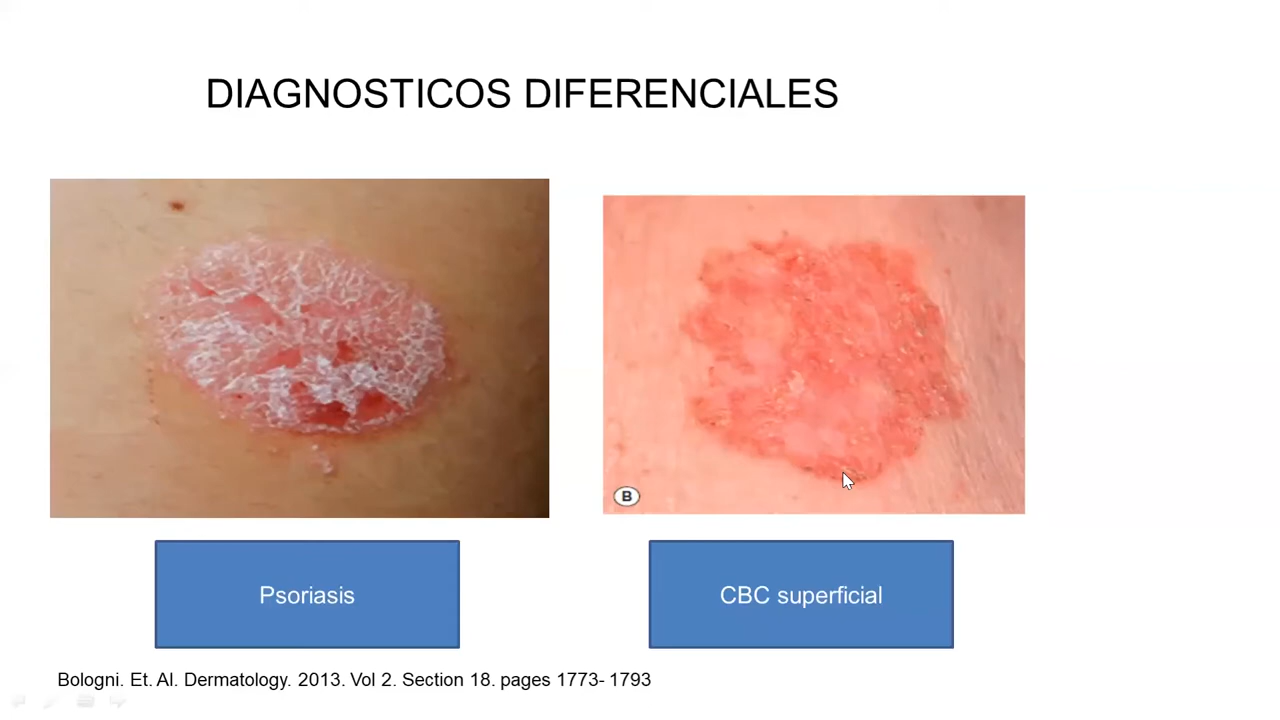 DIAGNOSTICOS DIFERENCIALES
B
Psoriasis
CBC superficial
Bologni. Et. Al. Dermatology. 2013. Vol 2. Section 18. pages 1773- 1793